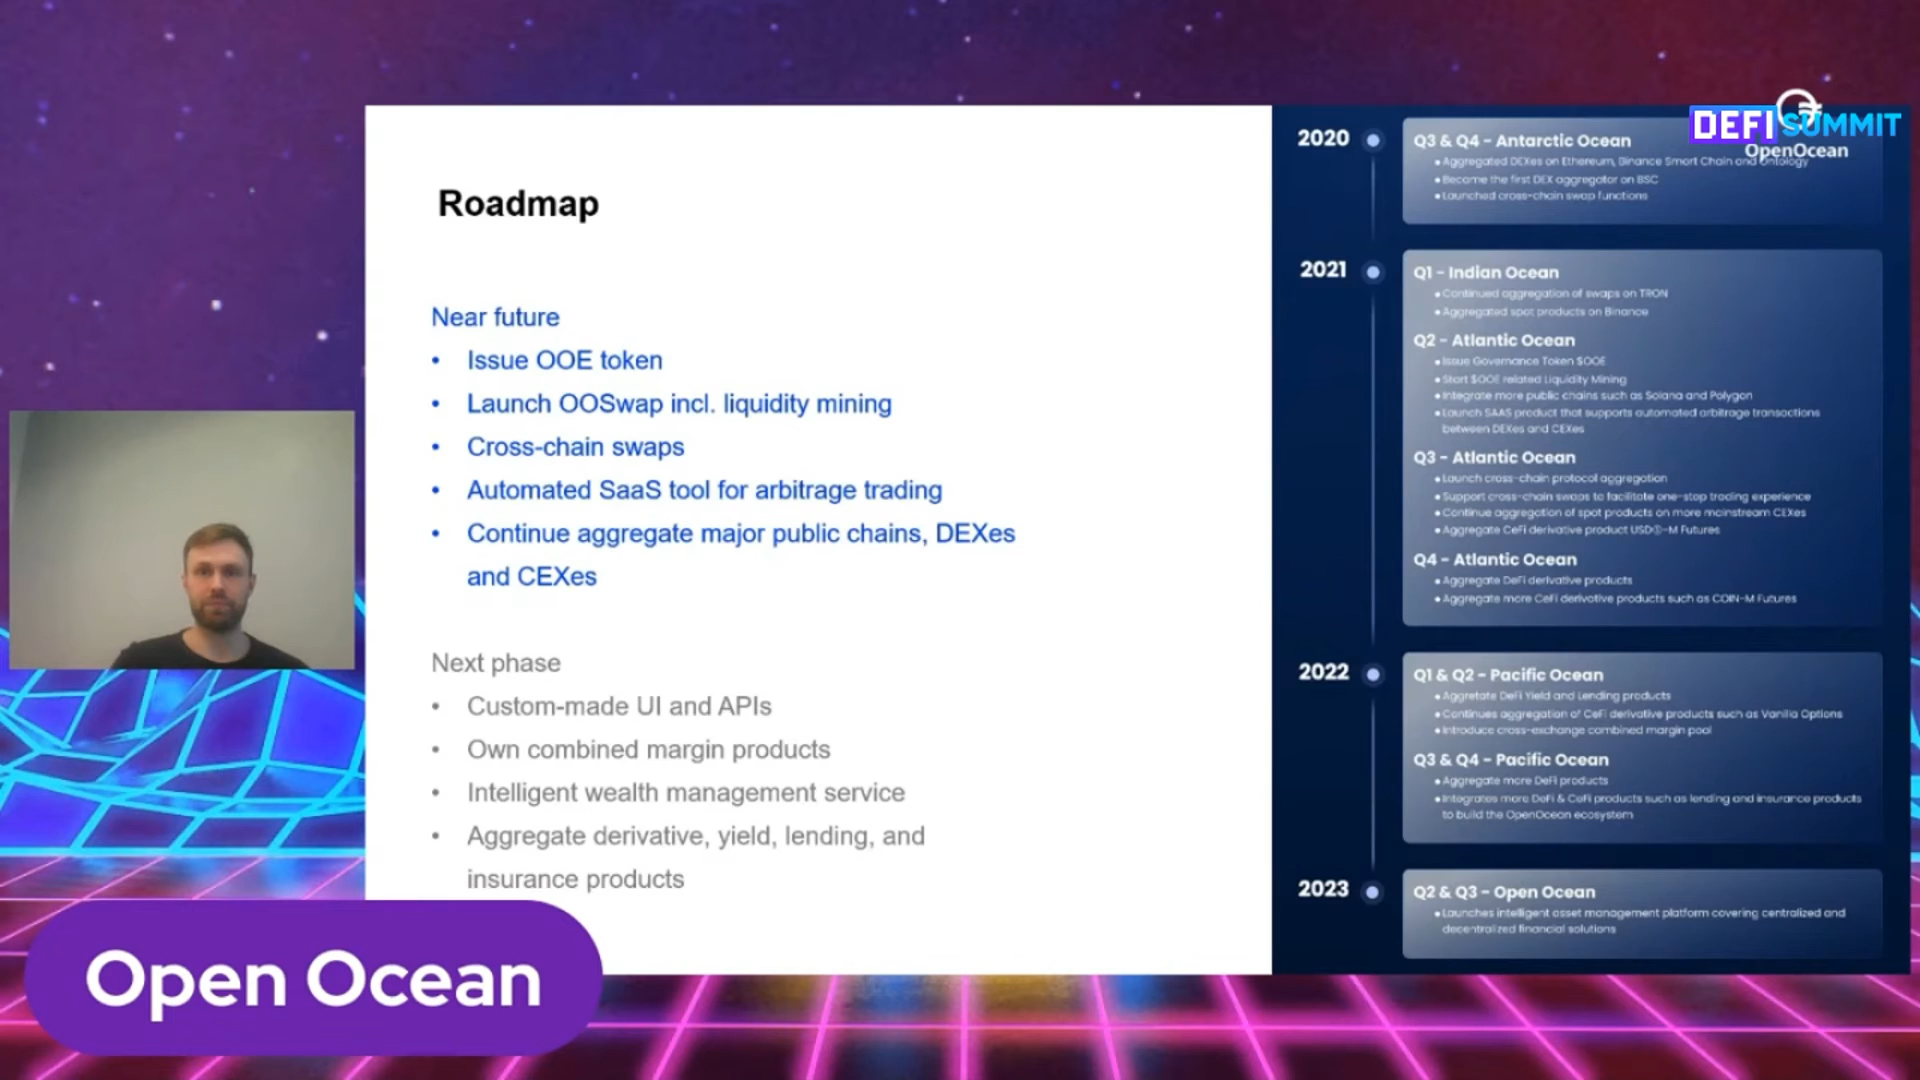 DEFI SUMMIT
OpenOcean
Roadmap
Near future
• Issue OOE token
• Launch OOSwap incl. liquidity mining
• Cross-chain swaps
• Automated SaaS tool for arbitrage trading
• Continue aggregate major public chains, DEXes
and CEXes
Next phase
• Custom-made UI and APIs
• Own combined margin products
• Intelligent wealth management service
• Aggregate derivative, yield, lending, and
insurance products
2020
Q3 & Q4 - Antarctic Ocean
• Aggregated DEXes on Ethereum, Binance Smart Chain and Ontology
• Become the first DEX aggregator on BSC
• Launched cross-chain swap functions
2021
Q1 - Indian Ocean
• Continued aggregation of swaps on TRON
• Aggregated spot products on Binance
Q2 - Atlantic Ocean
• Issue Governance Token $OOE
• Start $OOE related Liquidity Mining
• Integrate more public chains such as Solana and Polygon
• Launch SAAS product that supports automated arbitrage transactions
between DEXes and CEXes
Q3 - Atlantic Ocean
• Launch cross-chain protocol aggregation
• Support cross-chain swaps to facilitate one-stop trading experience
• Continue aggregation of spot products on more mainstream CEXes
• Aggregate CeFi derivative product USDⓈ-M Futures
Q4 - Atlantic Ocean
• Aggregate DeFi derivative products
• Aggregate more CeFi derivative products such as COIN-M Futures
2022
Q1 & Q2 - Pacific Ocean
• Aggretate DeFi Yield and Lending products
• Continues aggregation of CeFi derivative products such as Vanilla Options
• Introduce cross-exchange combined margin pool
Q3 & Q4 - Pacific Ocean
• Aggregate more DeFi products
• Integrates more DeFi & CeFi products such as lending and insurance products
to build the OpenOcean ecosystem
2023
Q2 & Q3 - Open Ocean
• Launches intelligent asset management platform covering centralized and
decentralized financial solutions
Open Ocean